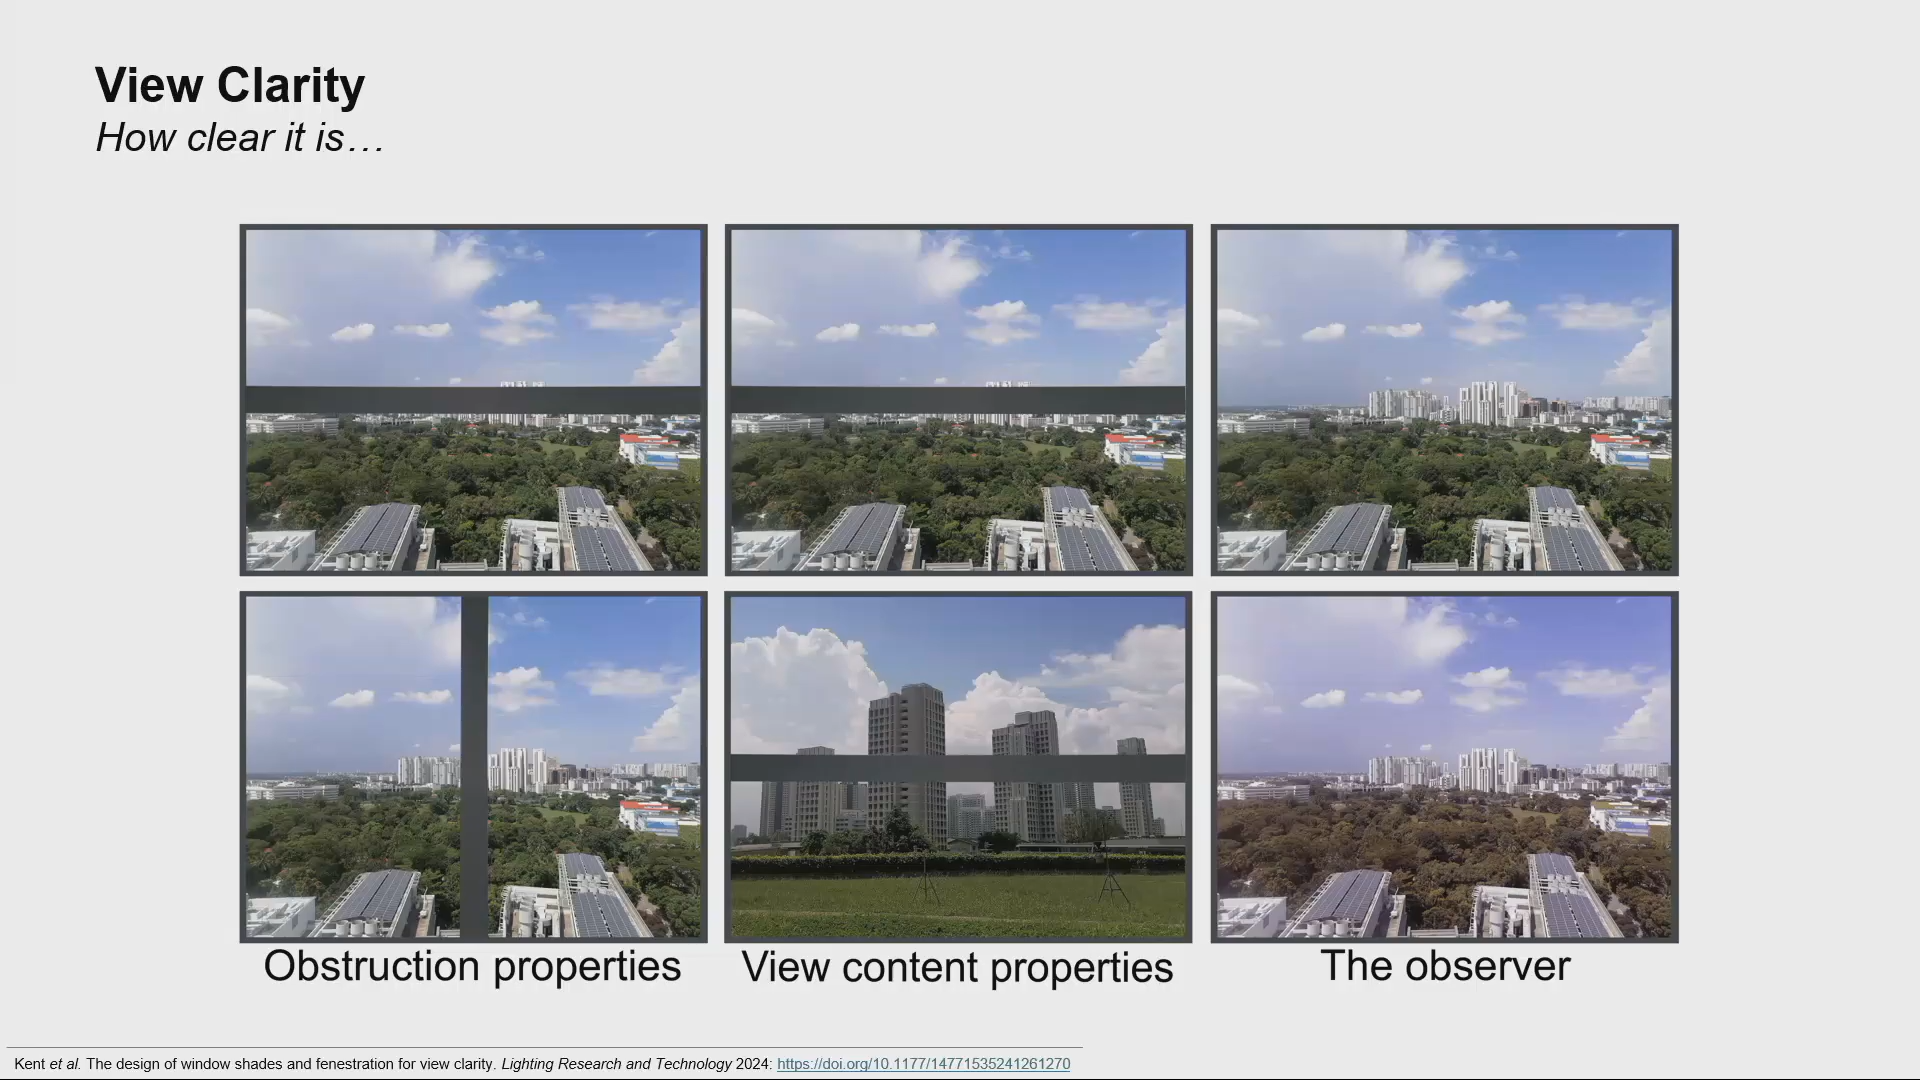 View Clarity
How clear it is…
Obstruction properties
View content properties
The observer
Kent et al. The design of window shades and fenestration for view clarity. Lighting Research and Technology 2024: https://doi.org/10.1177/14771535241261270